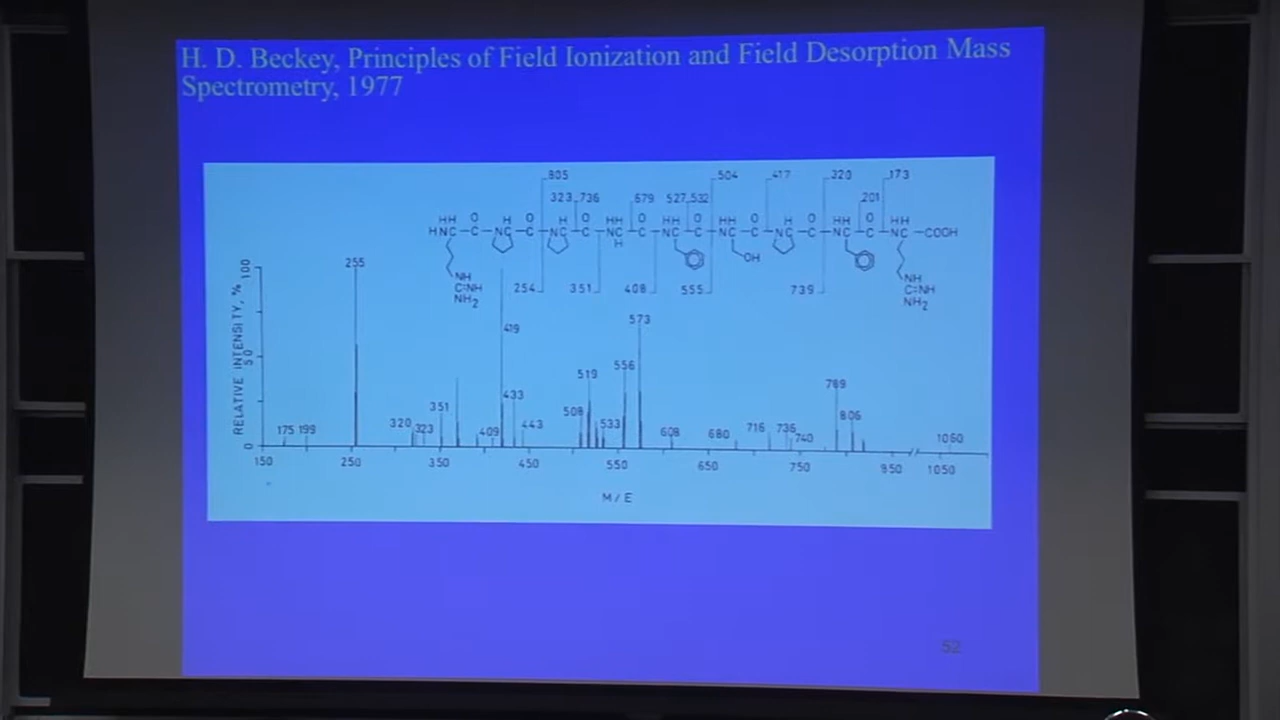 H. D. Beckey, Principles of Field Ionization and Field Desorption Mass
Spectrometry, 1977
805 504 417 220 173
323 736 679 527 532 201
HH O H O H O HH O HH O HH O H O HH O HH
HNC-C-NC-C-NC-C-NC-C-NC-C-NC-C-NC-C-NC-C-NC-COOH
H
OH
NH NH
C=NH C=NH
NH2 NH2
254 351 408 555 739
RELATIVE INTENSITY, %
100
50
0
255
419
573
556
519
789
433
351
508
806
320
323
443
533
175 199
409
608
680
716 736
740
1060
150 250 350 450 550 650 750 950 1050
M/E
52